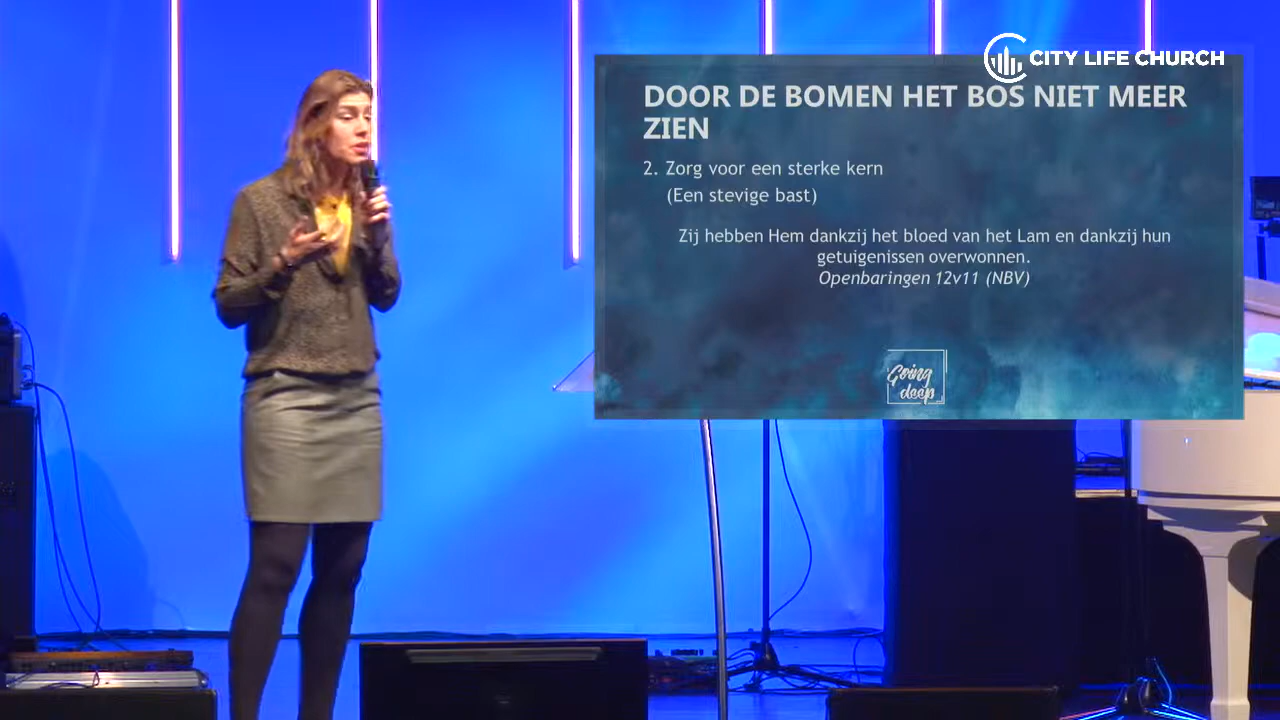 CITY LIFE CHURCH
DOOR DE BOMEN HET BOS NIET MEER
ZIEN
2. Zorg voor een sterke kern
(Een stevige bast)
Zij hebben Hem dankzij het bloed van het Lam en dankzij hun
getuigenissen overwonnen.
Openbaringen 12v11 (NBV)
Going
deep